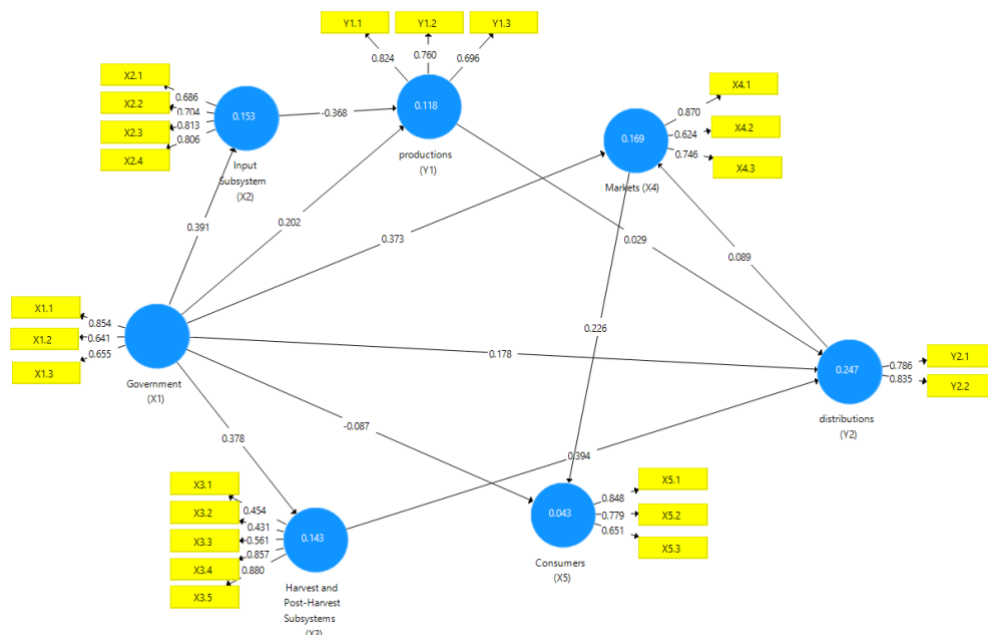 Y1.1
Y1.2
Y1.3
0.824
0.760
0.696
0.118
productions
(Y1)
X2.1
X2.2
X2.3
X2.4
0.686
0.704
0.813
0.806
0.153
Input
Subsystem
(X2)
-0.368
X4.1
X4.2
X4.3
0.870
0.624
0.746
0.169
Markets (X4)
0.391
0.202
0.373
0.029
0.089
0.226
X1.1
X1.2
X1.3
0.854
0.641
0.655
Government
(X1)
0.178
0.247
distributions
(Y2)
0.786
0.835
Y2.1
Y2.2
0.378
-0.087
0.394
X3.1
X3.2
X3.3
X3.4
X3.5
0.454
0.431
0.561
0.857
0.880
0.143
Harvest and
Post-Harvest
Subsystems
(X3)
0.043
Consumers
(X5)
0.848
0.779
0.651
X5.1
X5.2
X5.3